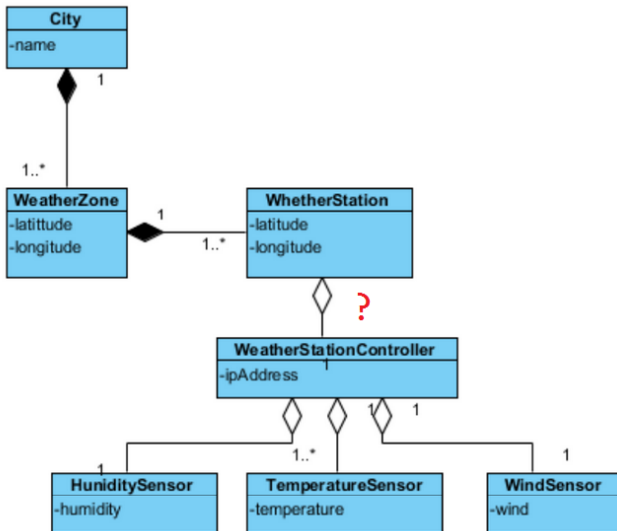 City
-name
1
1..*
WeatherZone
-latittude
-longitude
1
1..*
WhetherStation
-latitude
-longitude
?
WeatherStationController
1
-ipAddress
1
1
1
1..*
1
HuniditySensor
-humidity
TemperatureSensor
-temperature
WindSensor
-wind